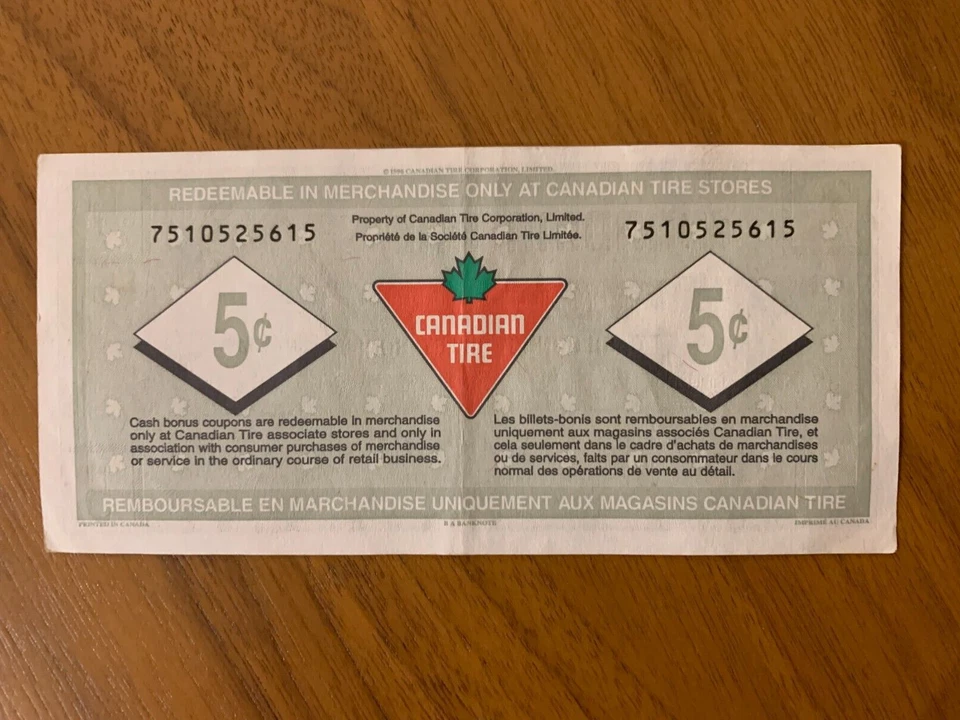 © 1996 CANADIAN TIRE CORPORATION, LIMITED
REDEEMABLE IN MERCHANDISE ONLY AT CANADIAN TIRE STORES
7510525615
Property of Canadian Tire Corporation, Limited.
Propriété de la Société Canadian Tire Limitée.
7510525615
5¢
CANADIAN
TIRE
5¢
Cash bonus coupons are redeemable in merchandise
only at Canadian Tire associate stores and only in
association with consumer purchases of merchandise
or service in the ordinary course of retail business.
Les billets-bonis sont remboursables en marchandise
uniquement aux magasins associés Canadian Tire, et
cela seulement dans le cadre d'achats de marchandises
ou de services, faits par un consommateur dans le cours
normal des opérations de vente au détail.
REMBOURSABLE EN MARCHANDISE UNIQUEMENT AUX MAGASINS CANADIAN TIRE
PRINTED IN CANADA
B A BANKNOTE
IMPRIMÉ AU CANADA